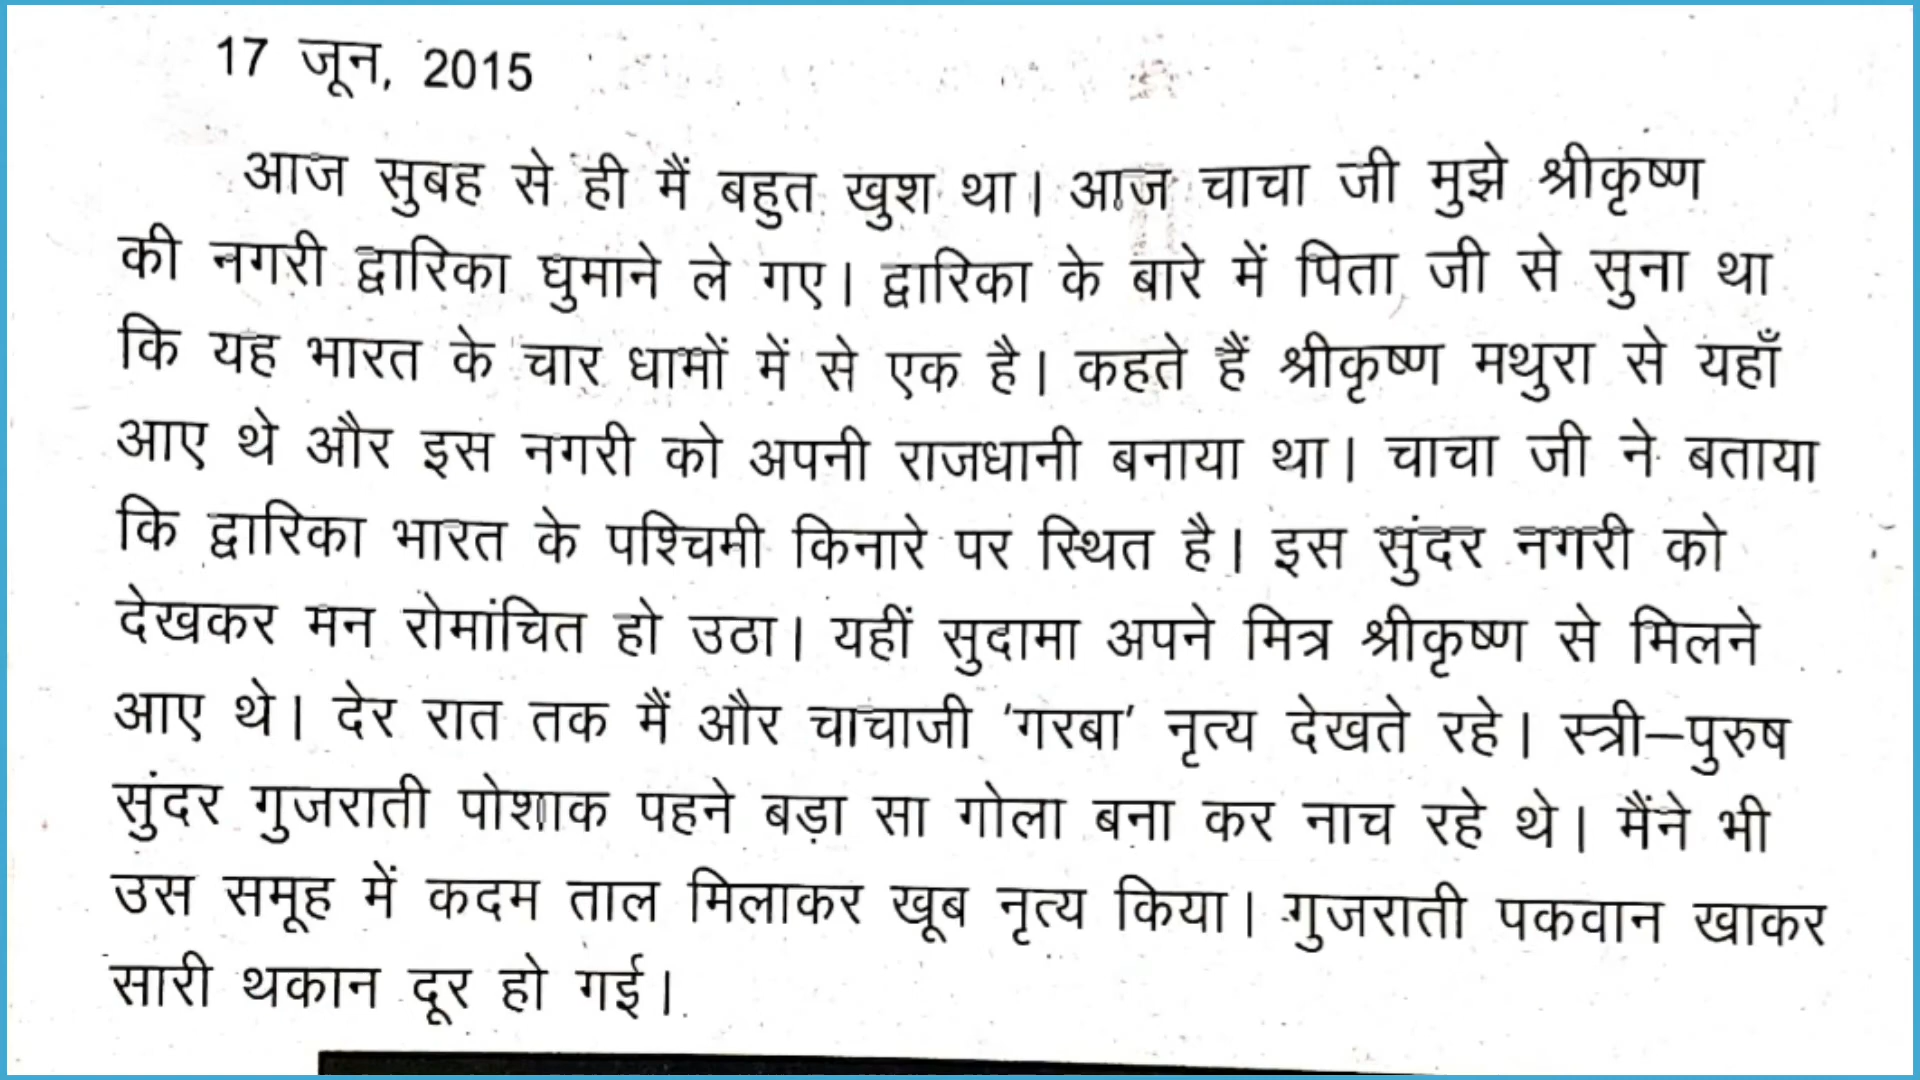 17 जून, 2015
आज सुबह से ही मैं बहुत खुश था। आज चाचा जी मुझे श्रीकृष्ण
की नगरी द्वारिका घुमाने ले गए। द्वारिका के बारे में पिता जी से सुना था
कि यह भारत के चार धामों में से एक है। कहते हैं श्रीकृष्ण मथुरा से यहाँ
आए थे और इस नगरी को अपनी राजधानी बनाया था। चाचा जी ने बताया
कि द्वारिका भारत के पश्चिमी किनारे पर स्थित है। इस सुंदर नगरी को
देखकर मन रोमांचित हो उठा। यहीं सुदामा अपने मित्र श्रीकृष्ण से मिलने
आए थे। देर रात तक मैं और चाचाजी 'गरबा' नृत्य देखते रहे। स्त्री–पुरुष
सुंदर गुजराती पोशाक पहने बड़ा सा गोला बना कर नाच रहे थे। मैंने भी
उस समूह में कदम ताल मिलाकर खूब नृत्य किया। गुजराती पकवान खाकर
सारी थकान दूर हो गई।